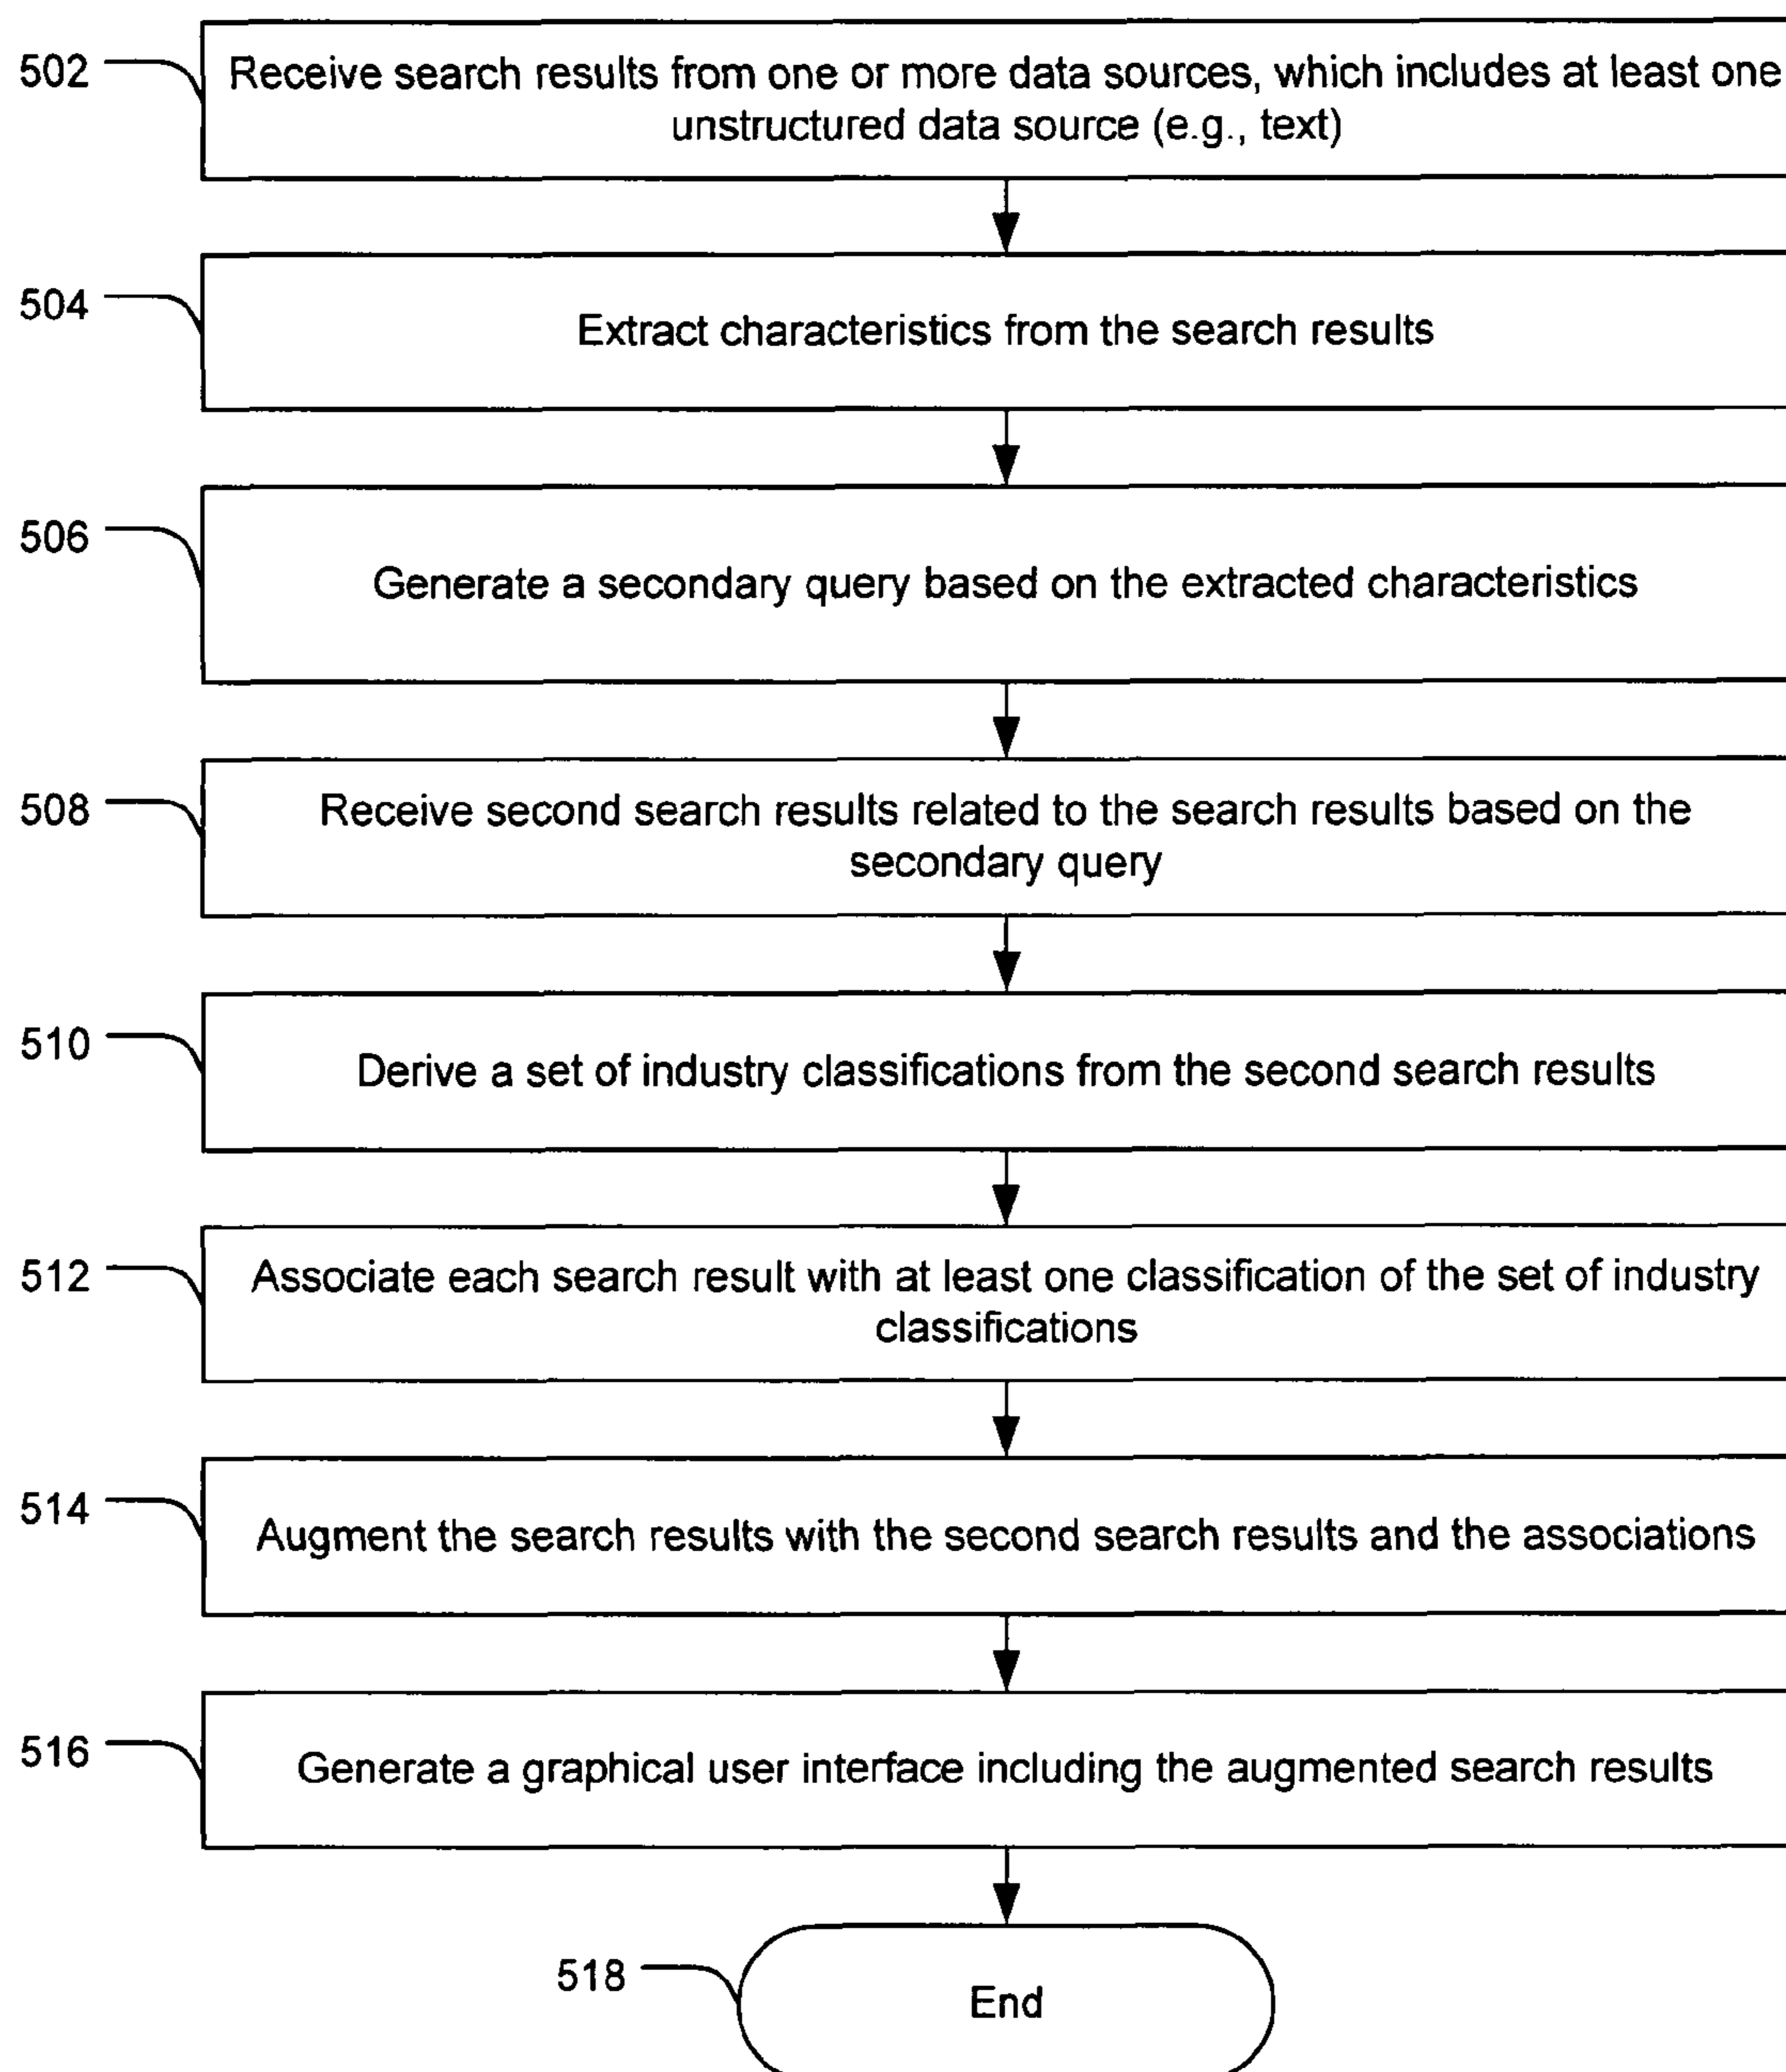 502
Receive search results from one or more data sources, which includes at least one
unstructured data source (e.g., text)
504
Extract characteristics from the search results
506
Generate a secondary query based on the extracted characteristics
508
Receive second search results related to the search results based on the
secondary query
510
Derive a set of industry classifications from the second search results
512
Associate each search result with at least one classification of the set of industry
classifications
514
Augment the search results with the second search results and the associations
516
Generate a graphical user interface including the augmented search results
518
End